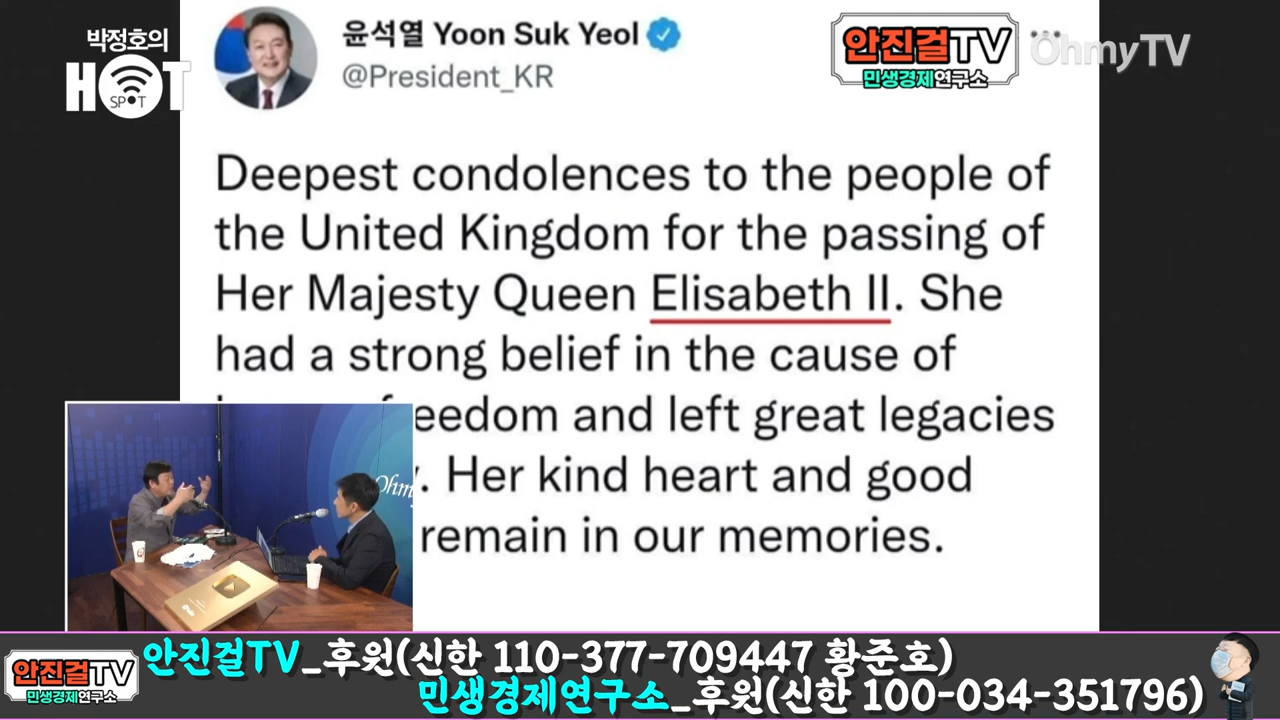 박정호의
HOT
SPOT
윤석열 Yoon Suk Yeol
@President_KR
안진걸TV
민생경제연구소
OhmyTV
Deepest condolences to the people of
the United Kingdom for the passing of
Her Majesty Queen Elisabeth II. She
had a strong belief in the cause of
eedom and left great legacies
. Her kind heart and good
remain in our memories.
Ohm
안진걸TV
민생경제연구소
안진걸TV_후원(신한 110-377-709447 황준호)
민생경제연구소_후원(신한 100-034-351796)